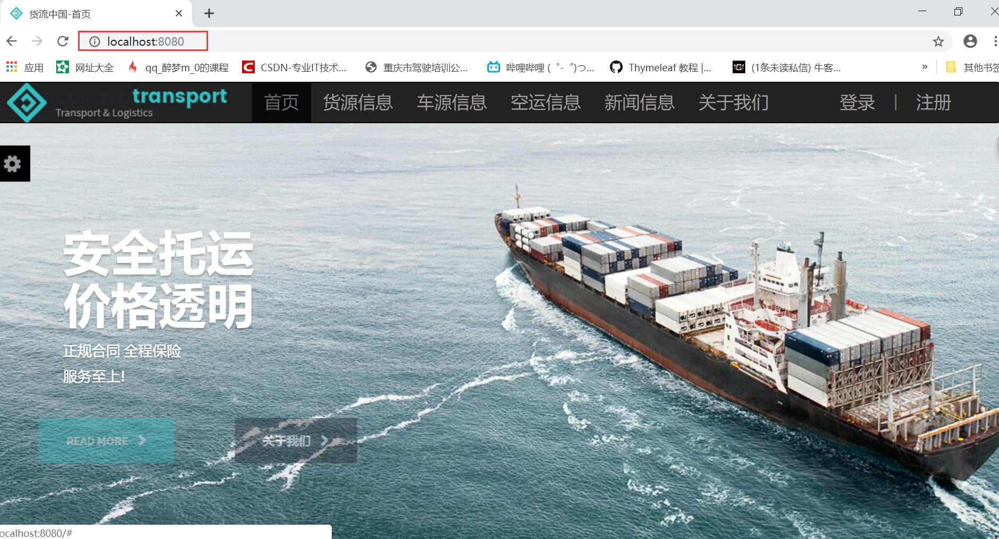 货流中国-首页
localhost:8080
应用 网址大全 qq_醉梦m_0的课程 CSDN-专业IT技术... 重庆市驾驶培训公... 哔哩哔哩 ( ゜- ゜)つ... Thymeleaf 教程 |... (1条未读私信) 牛客... » 其他书签
canavatransport
Transport & Logistics
首页 货源信息 车源信息 空运信息 新闻信息 关于我们 登录 | 注册
安全托运
价格透明
正规合同 全程保险
服务至上!
READ MORE
关于我们
ocalhost:8080/#